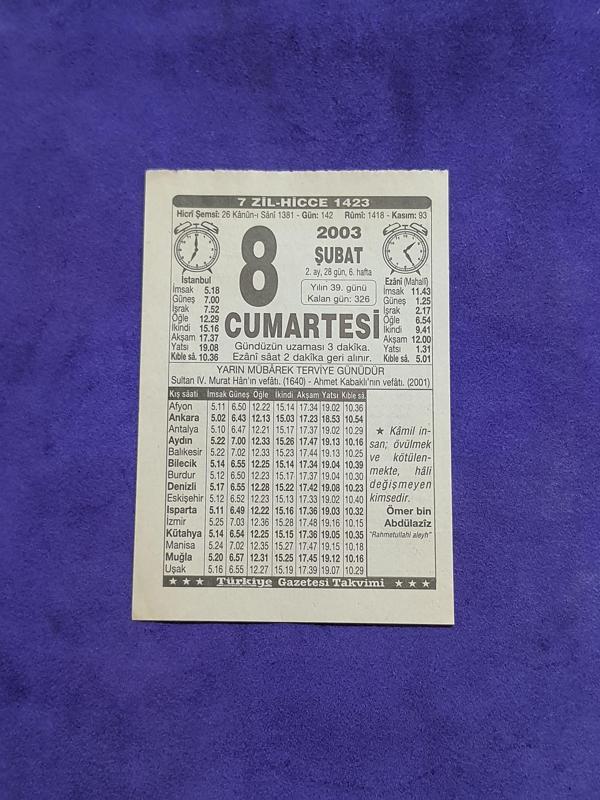 7 ZİL-HİCCE 1423
Hicrî Şemsî: 26 Kânûn-ı Sânî 1381 - Gün: 142 Rûmî: 1418 - Kasım: 93
8
2003
ŞUBAT
2. ay, 28 gün, 6. hafta
Yılın 39. günü
Kalan gün: 326
İstanbul
İmsak 5.18
Güneş 7.00
İşrak 7.52
Öğle 12.29
İkindi 15.16
Akşam 17.37
Yatsı 19.08
Kıble sâ. 10.36
Ezânî (Mahallî)
İmsak 11.43
Güneş 1.25
İşrak 2.17
Öğle 6.54
İkindi 9.41
Akşam 12.00
Yatsı 1.31
Kıble sâ. 5.01
CUMARTESİ
Gündüzün uzaması 3 dakîka.
Ezânî sâat 2 dakîka geri alınır.
YARIN MÜBÂREK TERVİYE GÜNÜDÜR
Sultan IV. Murat Hân'ın vefâtı. (1640) - Ahmet Kabaklı'nın vefâtı. (2001)
Kış sâati İmsak Güneş Öğle İkindi Akşam Yatsı Kıble sâ.
Afyon 5.11 6.50 12.22 15.14 17.34 19.02 10.36
Ankara 5.02 6.43 12.13 15.03 17.23 18.53 10.54
Antalya 5.10 6.47 12.21 15.17 17.37 19.02 10.29
Aydın 5.22 7.00 12.33 15.26 17.47 19.13 10.16
Balıkesir 5.22 7.02 12.33 15.23 17.44 19.13 10.25
Bilecik 5.14 6.55 12.25 15.14 17.34 19.04 10.39
Burdur 5.12 6.50 12.23 15.17 17.37 19.04 10.30
Denizli 5.17 6.55 12.28 15.22 17.42 19.08 10.23
Eskişehir 5.12 6.52 12.23 15.13 17.33 19.02 10.40
Isparta 5.11 6.49 12.22 15.16 17.36 19.03 10.32
İzmir 5.25 7.03 12.36 15.28 17.48 19.16 10.15
Kütahya 5.14 6.54 12.25 15.15 17.36 19.05 10.35
Manisa 5.24 7.02 12.35 15.27 17.47 19.15 10.18
Muğla 5.20 6.57 12.31 15.25 17.45 19.12 10.16
Uşak 5.16 6.55 12.27 15.19 17.39 19.07 10.29
★ Kâmil in-
san; övülmek
ve kötülen-
mekte, hâli
değişmeyen
kimsedir.
Ömer bin
Abdülazîz
"Rahmetullahi aleyh"
★ ★ ★ Türkiye Gazetesi Takvimi ★ ★ ★